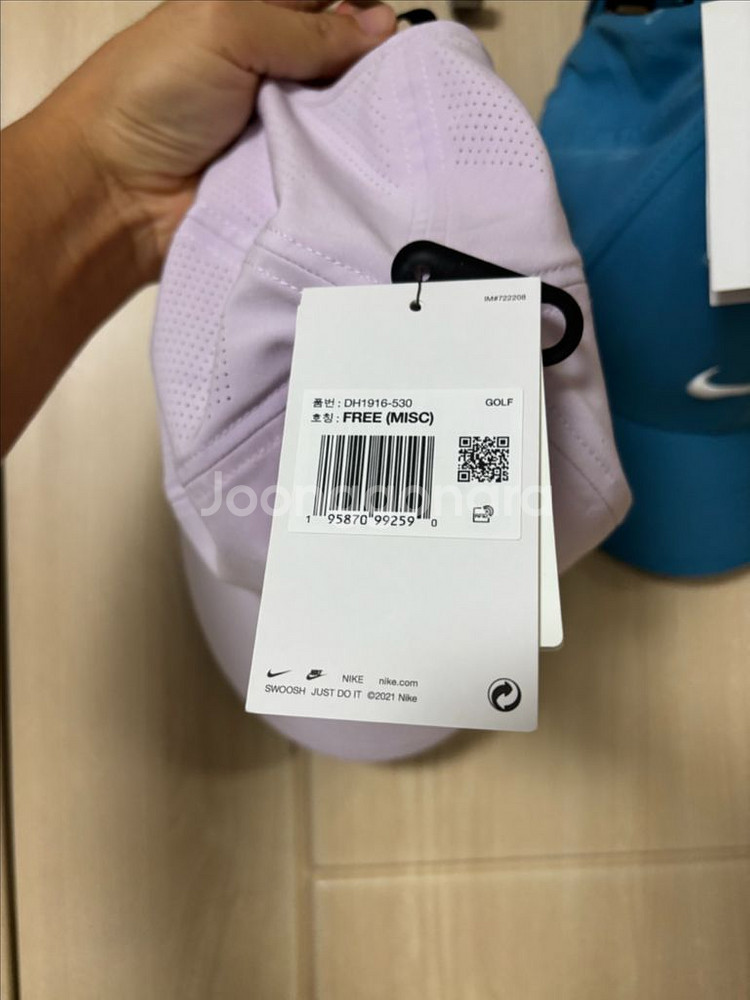 IM#722208
품번 : DH1916-530
GOLF
호칭 : FREE (MISC)
1 95870 99259 0
Joonggonara
NIKE nike.com
SWOOSH JUST DO IT ©2021 Nike